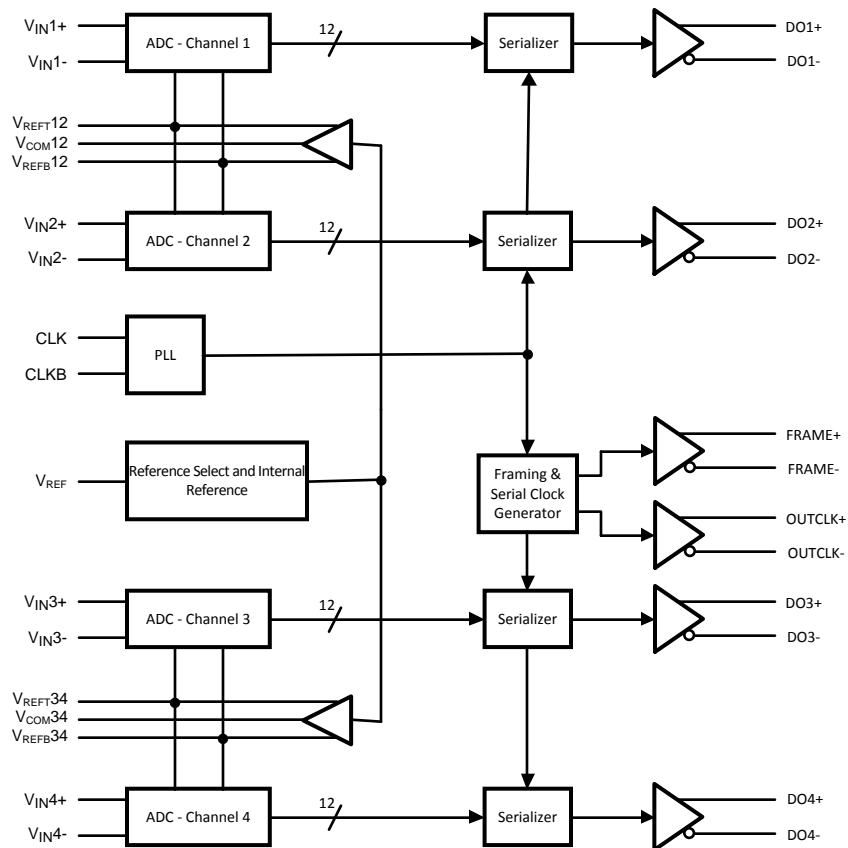 VIN1+
VIN1-
ADC - Channel 1
12
Serializer
DO1+
DO1-
VREFT12
VCOM12
VREFB12
VIN2+
VIN2-
ADC - Channel 2
12
Serializer
DO2+
DO2-
CLK
CLKB
PLL
VREF
Reference Select and Internal
Reference
Framing &
Serial Clock
Generator
FRAME+
FRAME-
OUTCLK+
OUTCLK-
VIN3+
VIN3-
ADC - Channel 3
12
Serializer
DO3+
DO3-
VREFT34
VCOM34
VREFB34
VIN4+
VIN4-
ADC - Channel 4
12
Serializer
DO4+
DO4-